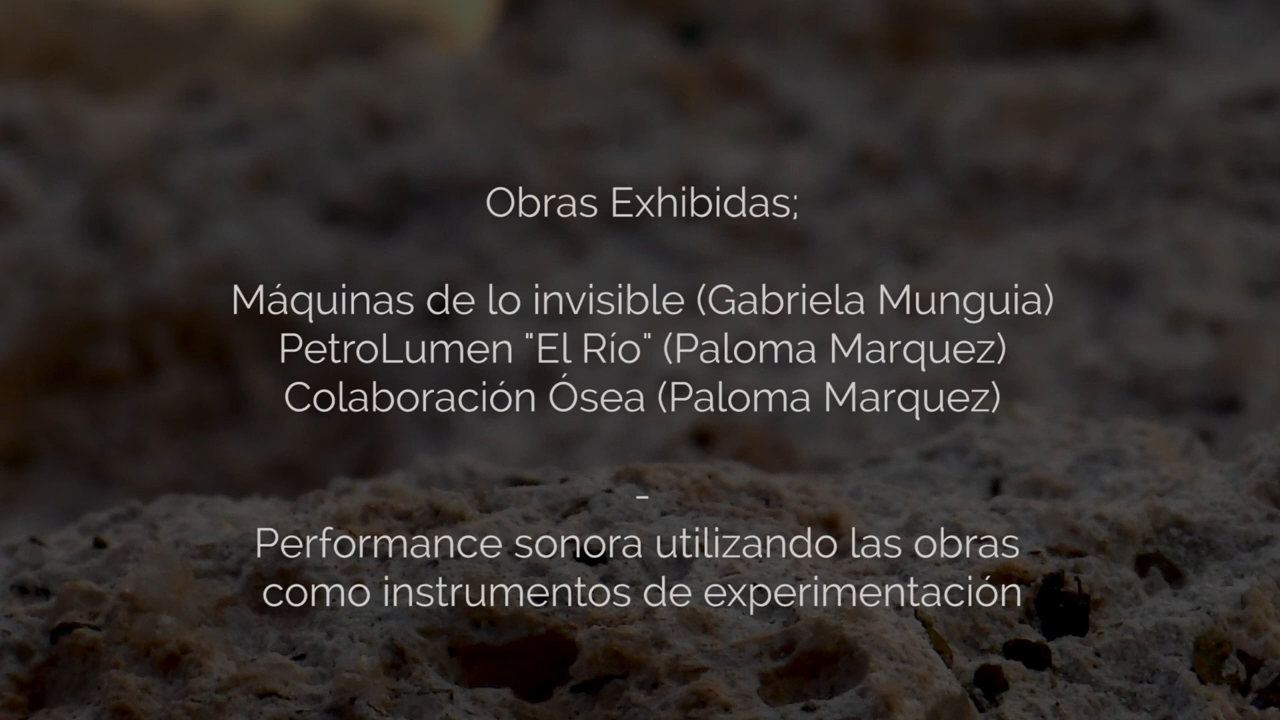 Obras Exhibidas;
Máquinas de lo invisible (Gabriela Munguia)
PetroLumen "El Río" (Paloma Marquez)
Colaboración Ósea (Paloma Marquez)
-
Performance sonora utilizando las obras
como instrumentos de experimentación